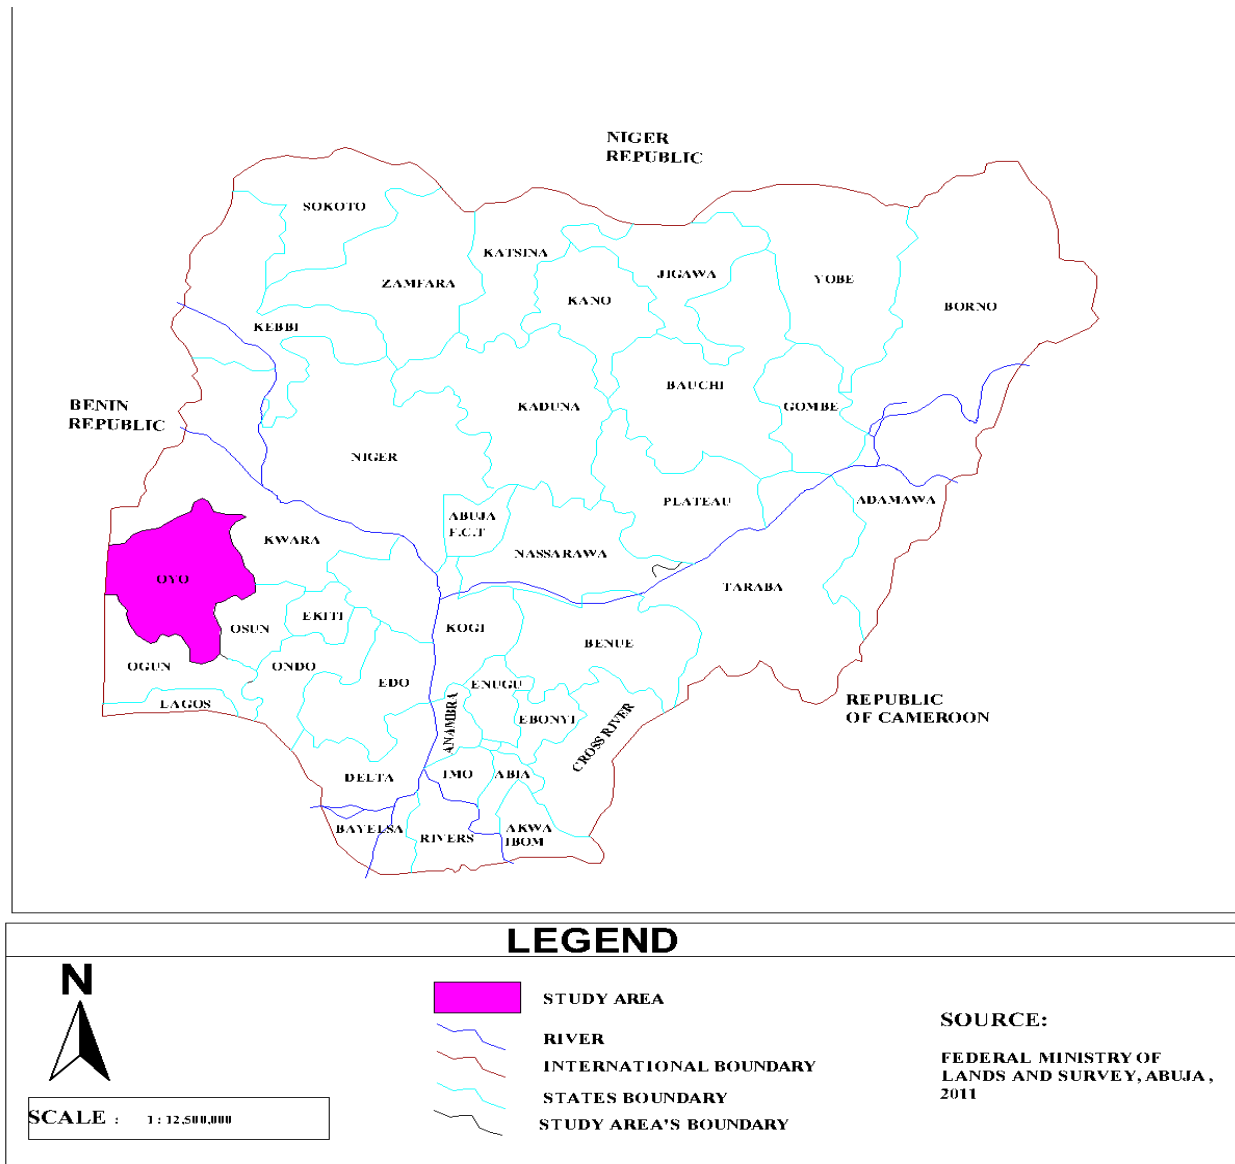 NIGER
REPUBLIC
SOKOTO
KATSINA
ZAMFARA
JIGAWA
YOBE
KANO
BORNO
KEBBI
BAUCHI
BENIN
REPUBLIC
KADUNA
GOMBE
NIGER
PLATEAU
ADAMAWA
ABUJA
F.C.T
KWARA
NASSARAWA
OYO
TARABA
EKITI
OSUN
KOGI
BENUE
OGUN
ONDO
EDO
ENUGU
REPUBLIC
OF CAMEROON
LAGOS
ANAMBRA
EBONYI
CROSS RIVER
DELTA
IMO
ABIA
BAYELSA
RIVERS
AKWA
IBOM
LEGEND
N
SCALE : 1 : 12,500,000
STUDY AREA
RIVER
INTERNATIONAL BOUNDARY
STATES BOUNDARY
STUDY AREA'S BOUNDARY
SOURCE:
FEDERAL MINISTRY OF
LANDS AND SURVEY, ABUJA ,
2011